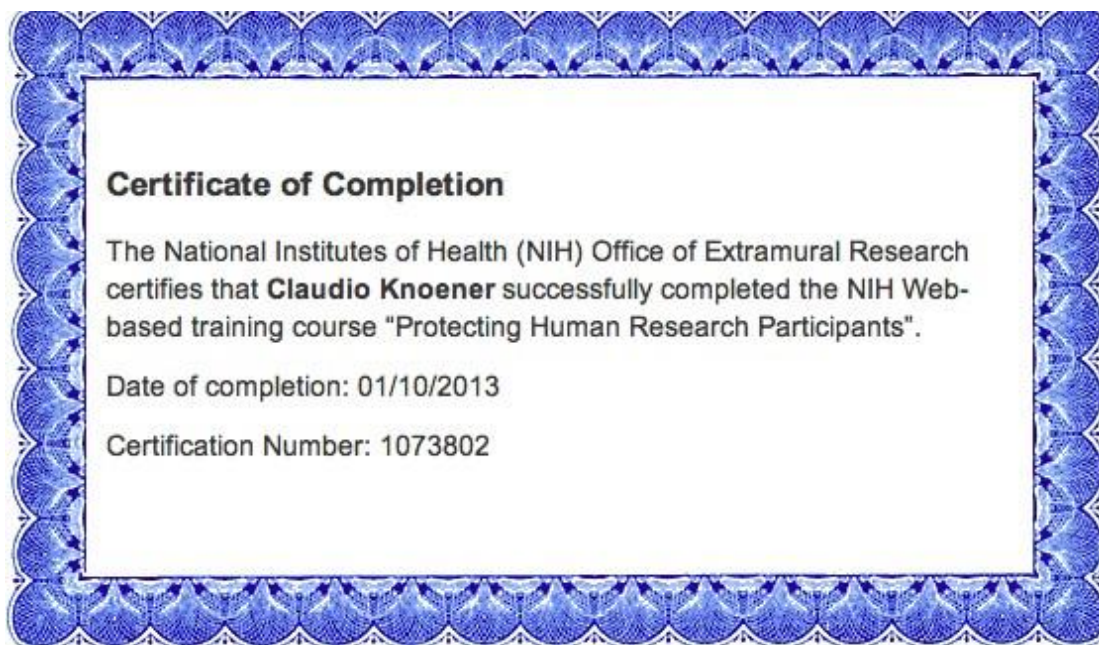 Certificate of Completion
The National Institutes of Health (NIH) Office of Extramural Research
certifies that Claudio Knoener successfully completed the NIH Web-
based training course "Protecting Human Research Participants".
Date of completion: 01/10/2013
Certification Number: 1073802